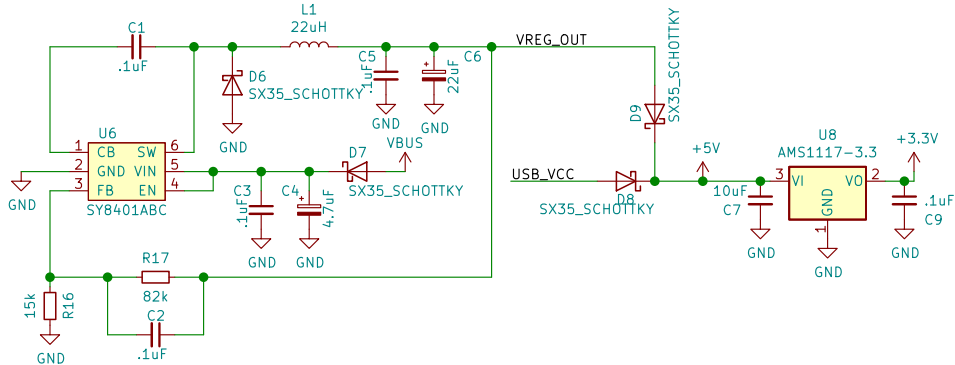 L1
22uH
C1
.1uF
D6
SX35_SCHOTTKY
GND
C5
.1uF
GND
C6
22uF
GND
VREG_OUT
D9
SX35_SCHOTTKY
U6
1
CB
SW
6
2
GND
VIN
5
3
FB
EN
4
SY8401ABC
GND
D7
SX35_SCHOTTKY
VBUS
C3
.1uF
GND
C4
4.7uF
GND
USB_VCC
D8
SX35_SCHOTTKY
+5V
10uF
C7
GND
U8
AMS1117-3.3
3
VI
VO
2
GND
1
GND
+3.3V
.1uF
C9
GND
R17
82k
C2
.1uF
15k
R16
GND